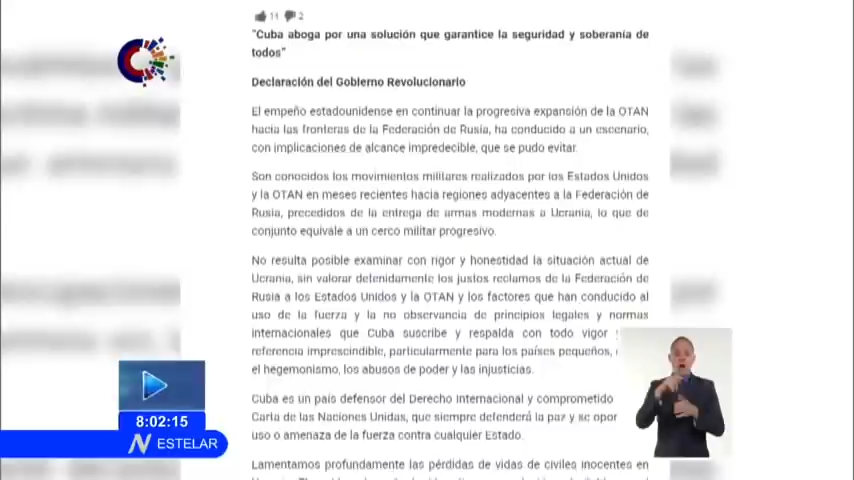 11 2
"Cuba aboga por una solución que garantice la seguridad y soberanía de
todos"
Declaración del Gobierno Revolucionario
El empeño estadounidense en continuar la progresiva expansión de la OTAN
hacia las fronteras de la Federación de Rusia, ha conducido a un escenario,
con implicaciones de alcance impredecible, que se pudo evitar.
Son conocidos los movimientos militares realizados por los Estados Unidos
y la OTAN en meses recientes hacia regiones adyacentes a la Federación de
Rusia, precedidos de la entrega de armas modernas a Ucrania, lo que de
conjunto equivale a un cerco militar progresivo.
No resulta posible examinar con rigor y honestidad la situación actual de
Ucrania, sin valorar detenidamente los justos reclamos de la Federación de
Rusia a los Estados Unidos y la OTAN y los factores que han conducido al
uso de la fuerza y la no observancia de principios legales y normas
internacionales que Cuba suscribe y respalda con todo vigor
referencia imprescindible, particularmente para los países pequeños,
el hegemonismo, los abusos de poder y las injusticias.
Cuba es un país defensor del Derecho Internacional y comprometido
Carta de las Naciones Unidas, que siempre defenderá la paz y se opor
uso o amenaza de la fuerza contra cualquier Estado.
Lamentamos profundamente las pérdidas de vidas de civiles inocentes en
8:02:15
N ESTELAR